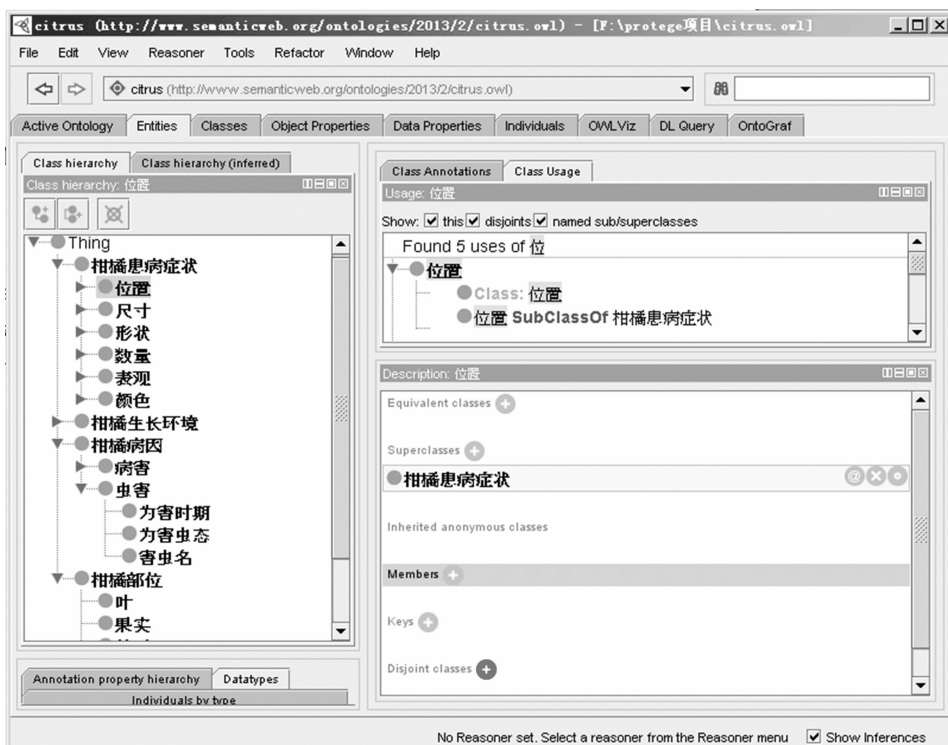 citrus (http://www.semanticweb.org/ontologies/2013/2/citrus.owl) - [F:\protege项目\citrus.owl]
File Edit View Reasoner Tools Refactor Window Help
citrus (http://www.semanticweb.org/ontologies/2013/2/citrus.owl)
Active Ontology Entities Classes Object Properties Data Properties Individuals OWLViz DL Query OntoGraf
Class hierarchy Class hierarchy (inferred)
Class hierarchy: 位置
Thing
柑橘患病症状
位置
尺寸
形状
数量
表观
颜色
柑橘生长环境
柑橘病因
病害
虫害
为害时期
为害虫态
害虫名
柑橘部位
叶
果实
Annotation property hierarchy Datatypes
Individuals by type
Class Annotations Class Usage
Usage: 位置
Show: this disjoints named sub/superclasses
Found 5 uses of 位
位置
Class: 位置
位置 SubClassOf 柑橘患病症状
Description: 位置
Equivalent classes
Superclasses
柑橘患病症状
Inherited anonymous classes
Members
Keys
Disjoint classes
No Reasoner set. Select a reasoner from the Reasoner menu Show Inferences